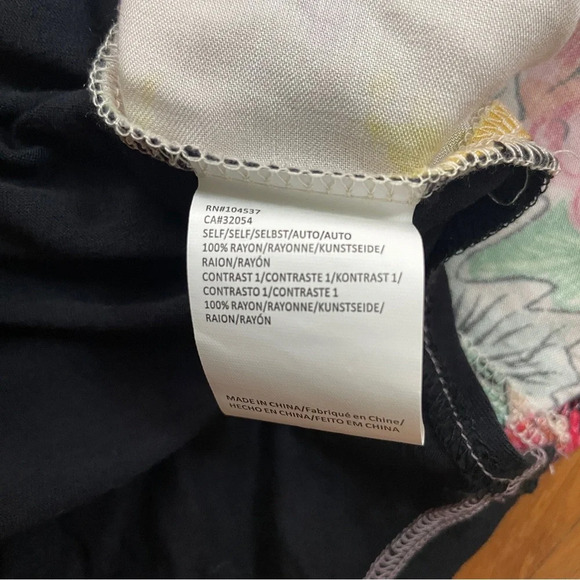 RN#104537
CA#32054
SELF/SELF/SELBST/AUTO/AUTO
100% RAYON/RAYONNE/KUNSTSEIDE/
RAION/RAYÓN
CONTRAST 1/CONTRASTE 1/KONTRAST 1/
CONTRASTO 1/CONTRASTE 1
100% RAYON/RAYONNE/KUNSTSEIDE/
RAION/RAYÓN
MADE IN CHINA/Fabriqué en Chine/
HECHO EN CHINA/FEITO EM CHINA